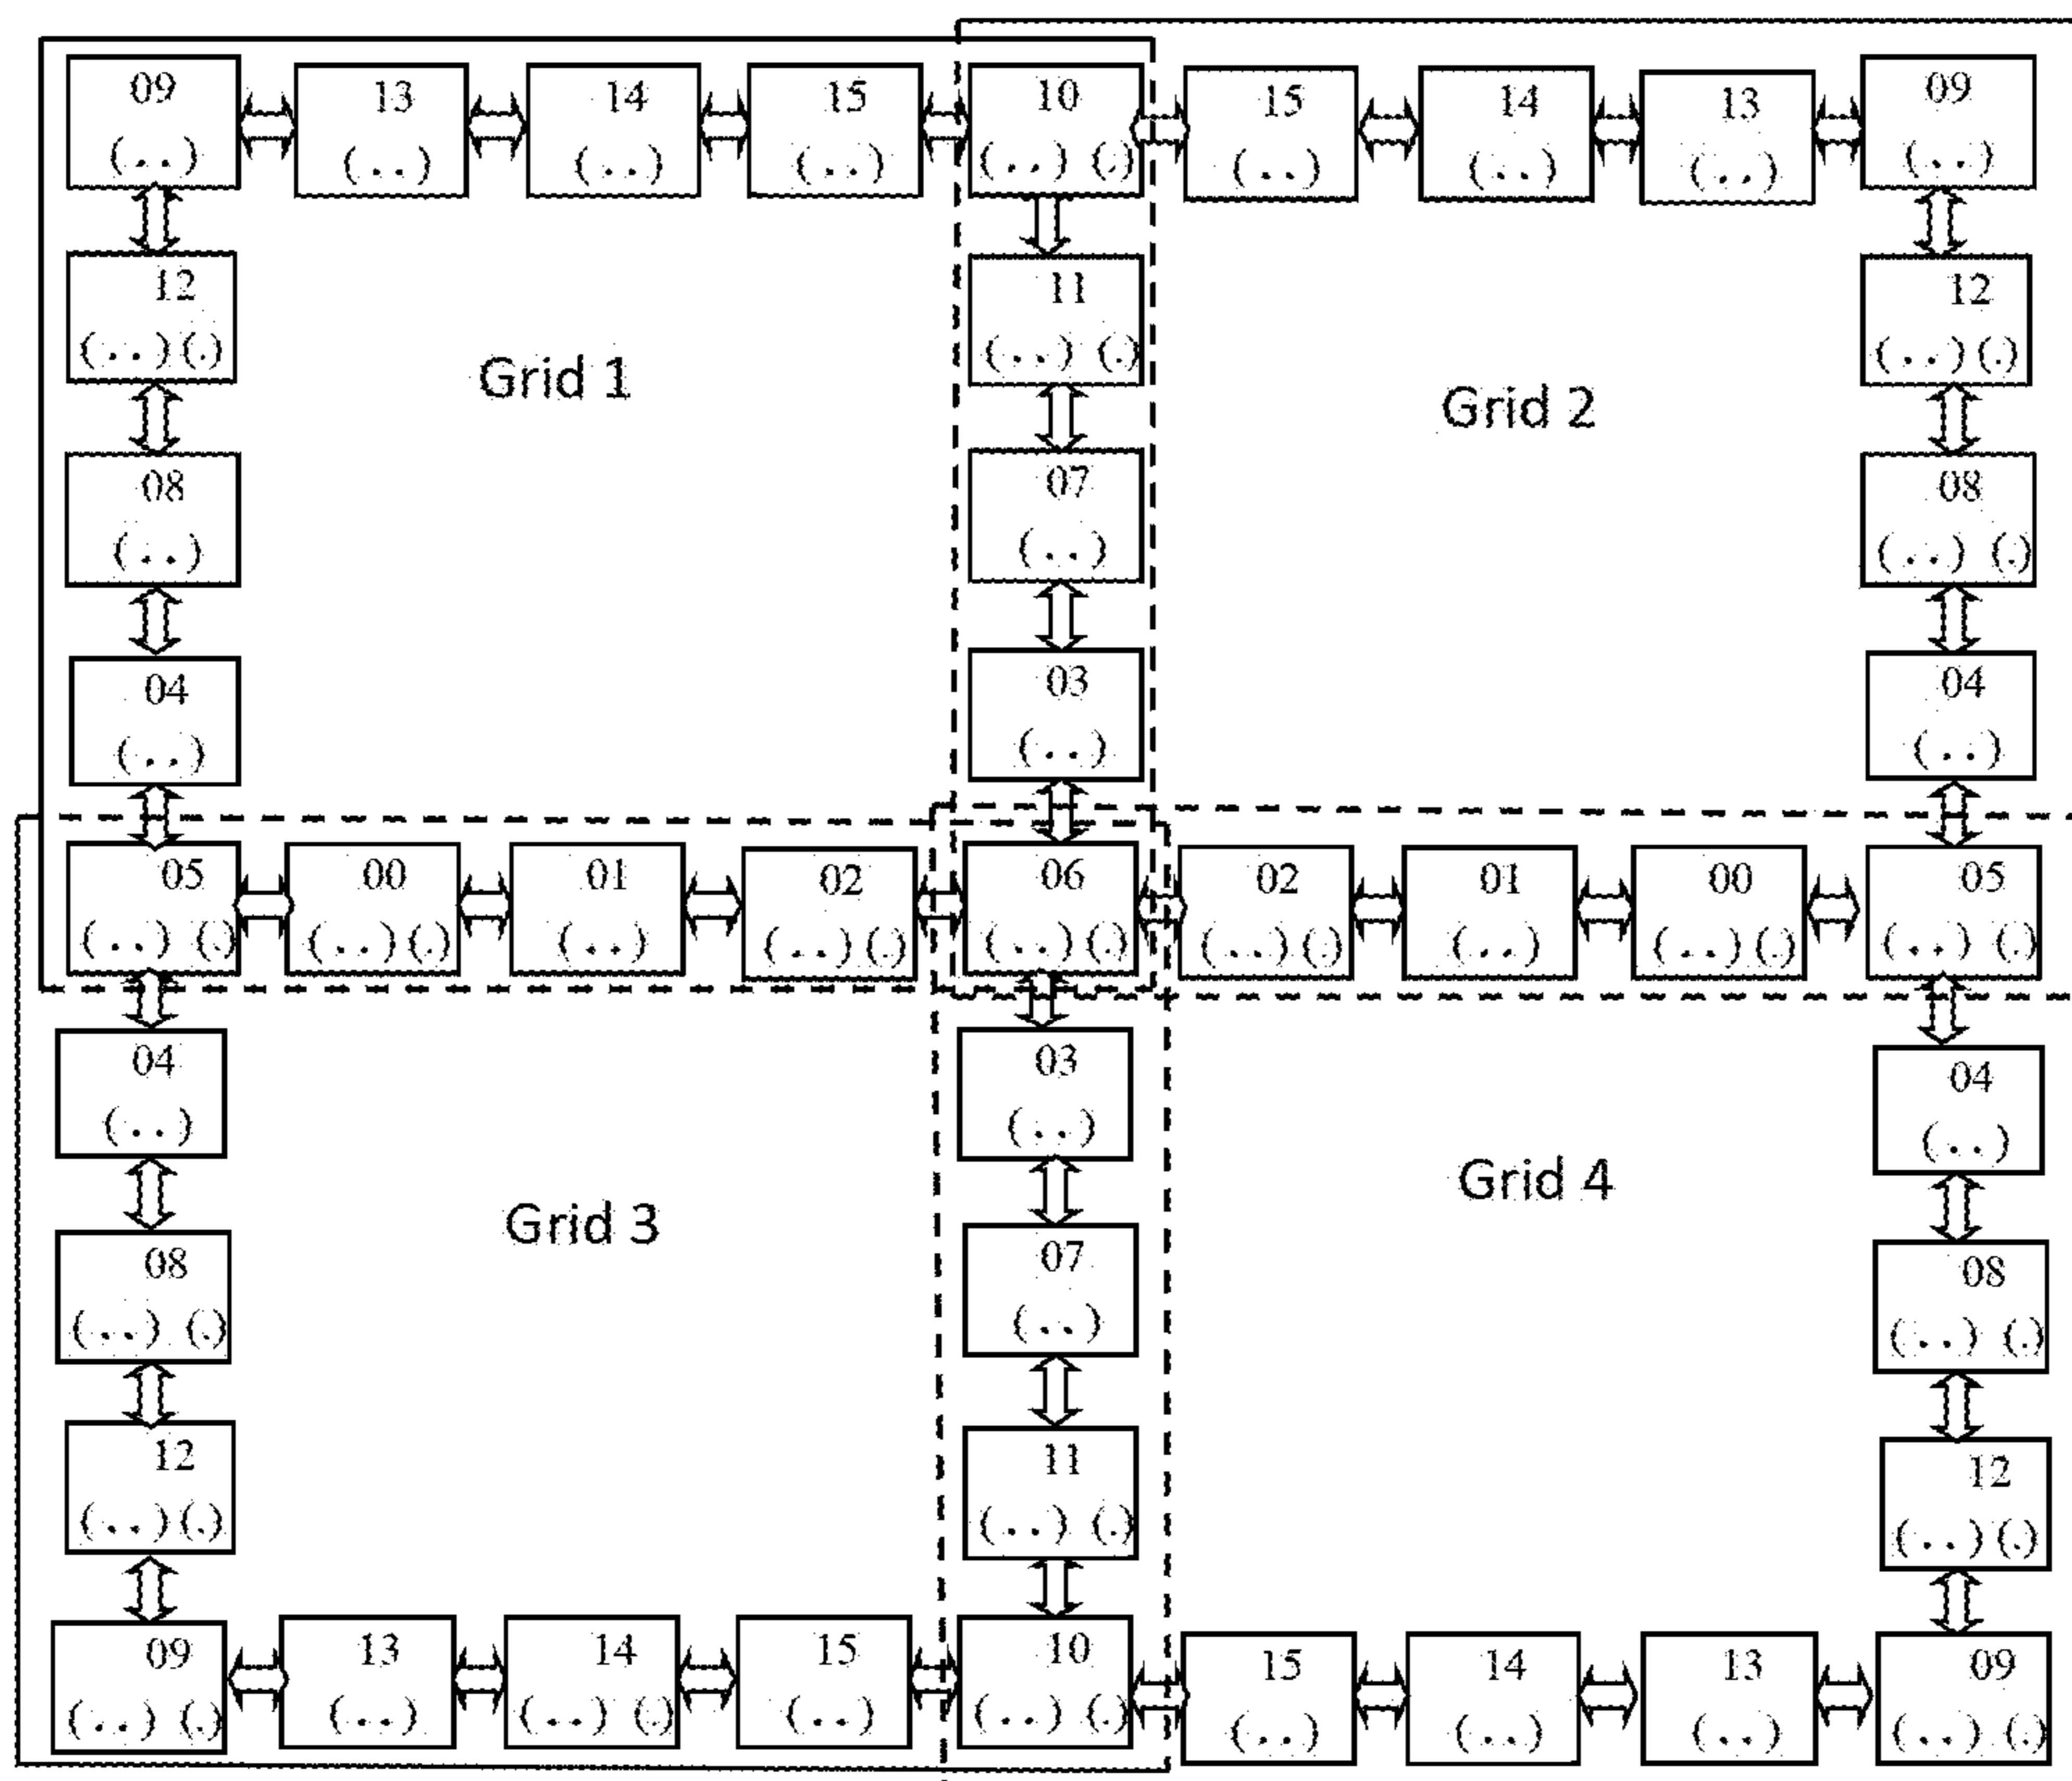 09 13 14 15 10 15 14 13 09
(..) (..) (..) (..) (..) (.) (..) (..) (..) (..)
12 11 12
(..) (.) (..) (.) (..) (.)
Grid 1
Grid 2
08 07 08
(..) (..) (..) (.)
04 03 04
(..) (..) (..)
05 00 01 02 06 02 01 00 05
(..) (.) (..) (.) (..) (..) (.) (..) (.) (..) (.) (..) (..) (.) (..) (.)
04 03 04
(..) (..) (..)
Grid 3
Grid 4
08 07 08
(..) (.) (..) (..) (.)
12 11 12
(..) (.) (..) (.) (..) (.)
09 13 14 15 10 15 14 13 09
(..) (.) (..) (..) (.) (..) (..) (.) (..) (..) (..) (..) (.)